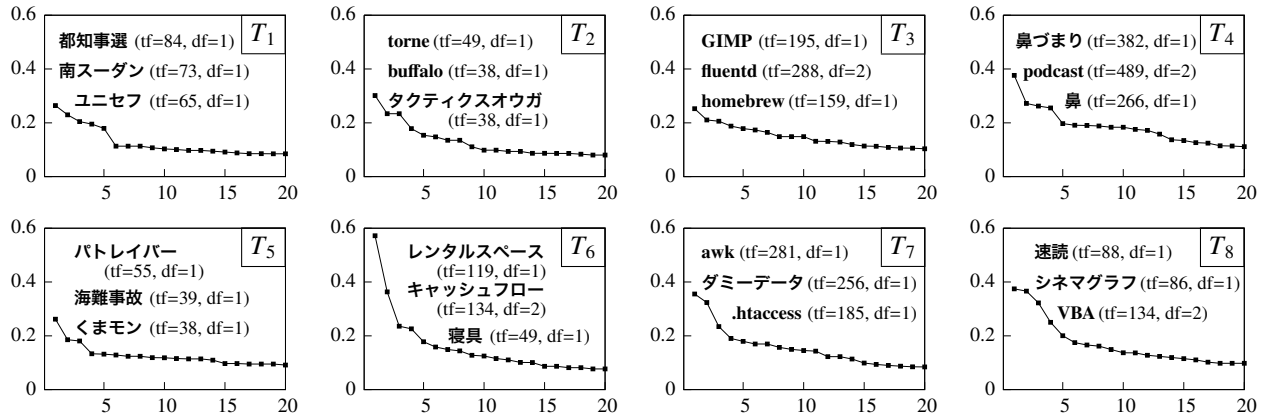 0.6
0.4
0.2
0
都知事選 (tf=84, df=1)
南スーダン (tf=73, df=1)
ユニセフ (tf=65, df=1)
T1
5 10 15 20
0.6
0.4
0.2
0
torne (tf=49, df=1)
buffalo (tf=38, df=1)
タクティクスオウガ
(tf=38, df=1)
T2
5 10 15 20
0.6
0.4
0.2
0
GIMP (tf=195, df=1)
fluentd (tf=288, df=2)
homebrew (tf=159, df=1)
T3
5 10 15 20
0.6
0.4
0.2
0
鼻づまり (tf=382, df=1)
podcast (tf=489, df=2)
鼻 (tf=266, df=1)
T4
5 10 15 20
0.6
0.4
0.2
0
パトレイバー
(tf=55, df=1)
海難事故 (tf=39, df=1)
くまモン (tf=38, df=1)
T5
5 10 15 20
0.6
0.4
0.2
0
レンタルスペース
(tf=119, df=1)
キャッシュフロー
(tf=134, df=2)
寝具 (tf=49, df=1)
T6
5 10 15 20
0.6
0.4
0.2
0
awk (tf=281, df=1)
ダミーデータ (tf=256, df=1)
.htaccess (tf=185, df=1)
T7
5 10 15 20
0.6
0.4
0.2
0
速読 (tf=88, df=1)
シネマグラフ (tf=86, df=1)
VBA (tf=134, df=2)
T8
5 10 15 20